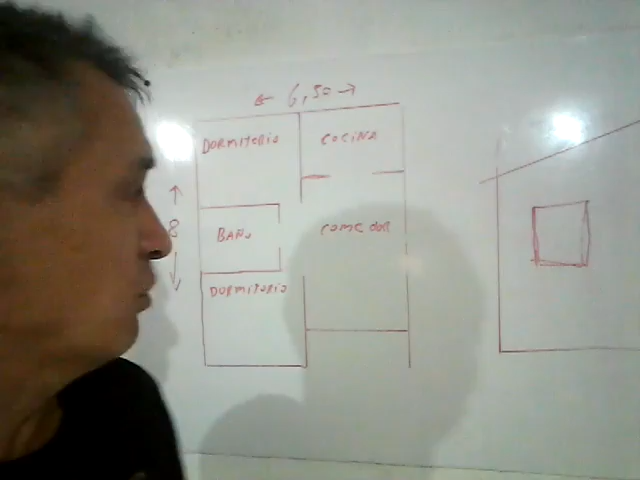 ← 6,50 →
DORMITORIO
COCINA
8
BAÑO
COMEDOR
DORMITORIO